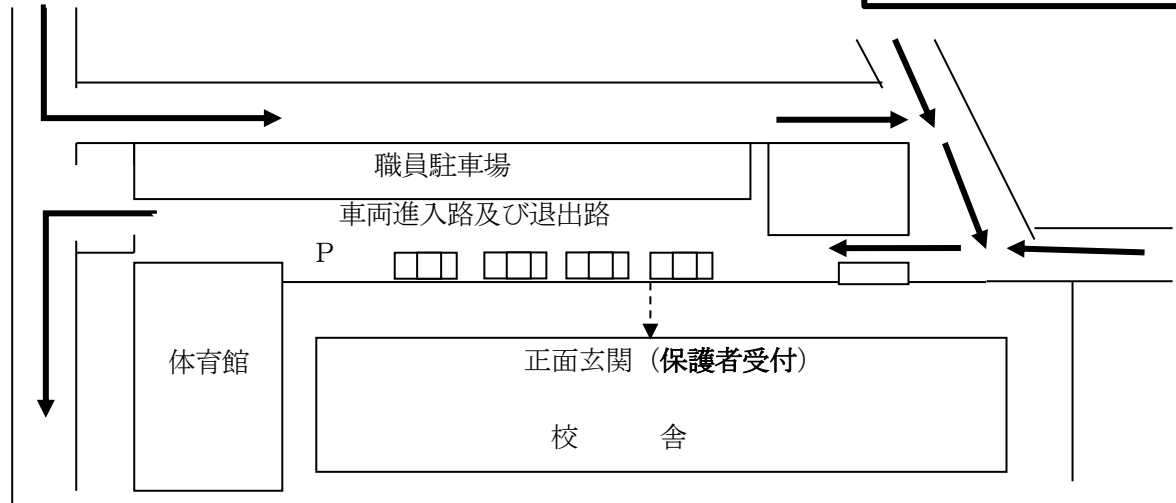 職員駐車場
車両進入路及び退出路
P
体育館
正面玄関（保護者受付）
校　　舎